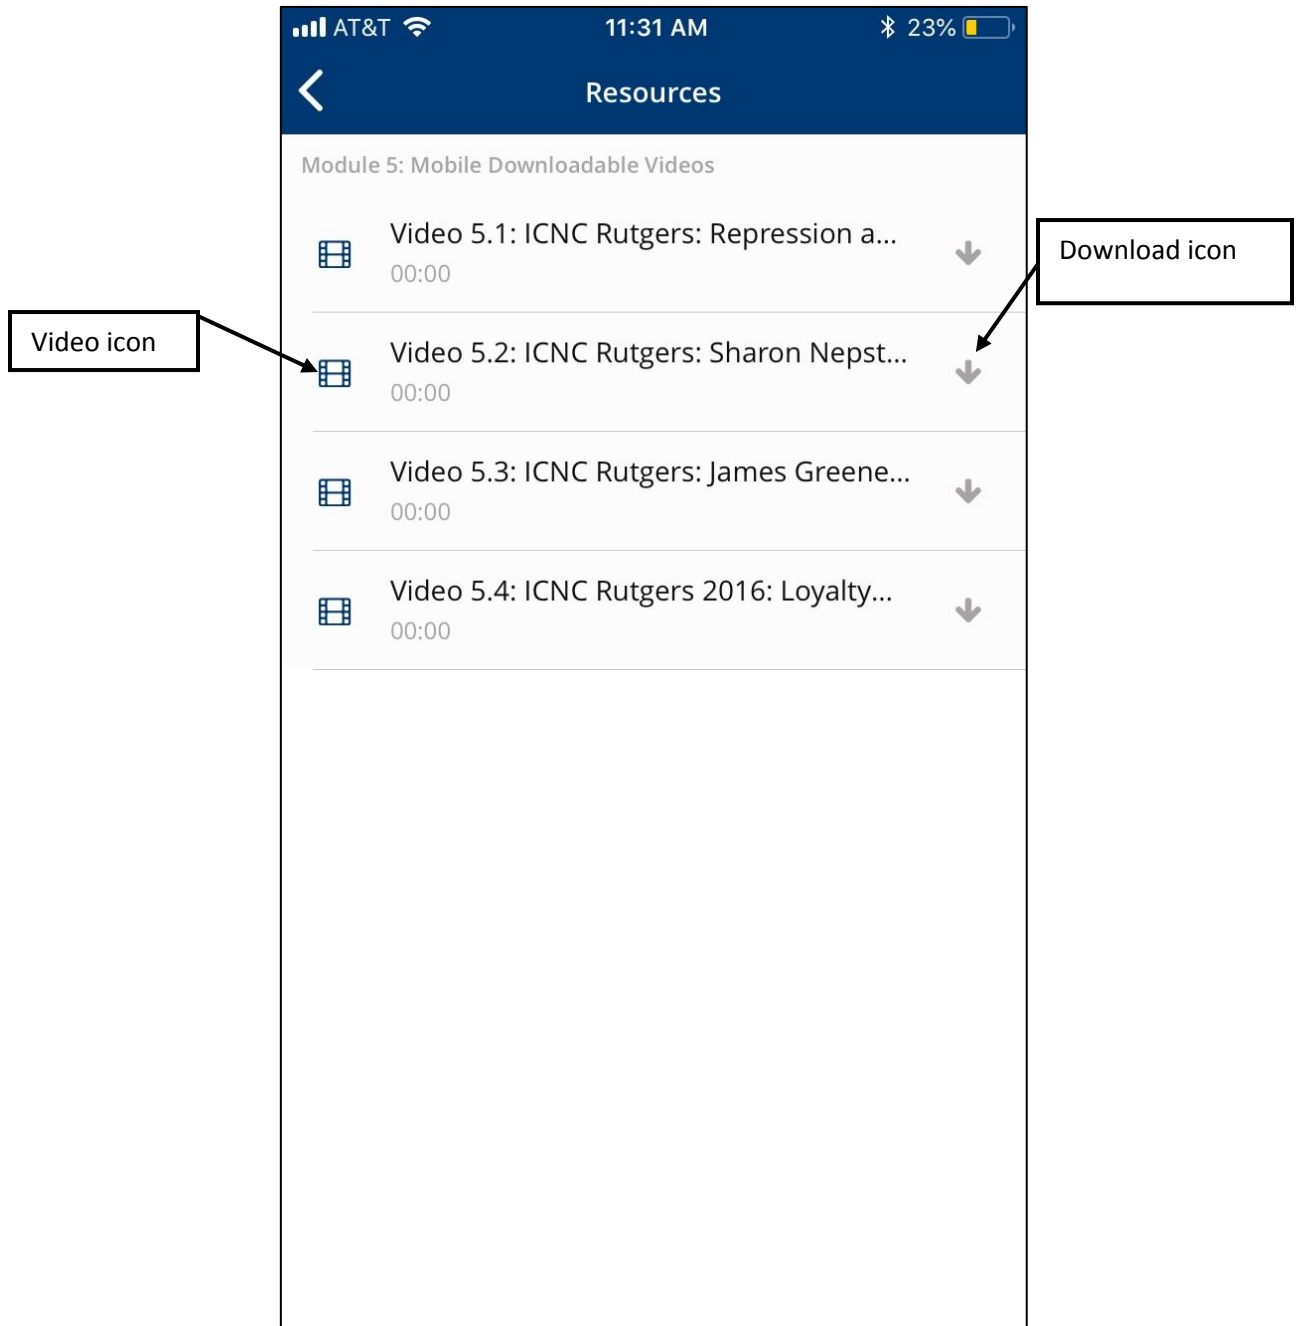 AT&T 11:31 AM 23%
Resources
Module 5: Mobile Downloadable Videos
Video 5.1: ICNC Rutgers: Repression a...
00:00
Download icon
Video icon
Video 5.2: ICNC Rutgers: Sharon Nepst...
00:00
Video 5.3: ICNC Rutgers: James Greene...
00:00
Video 5.4: ICNC Rutgers 2016: Loyalty...
00:00